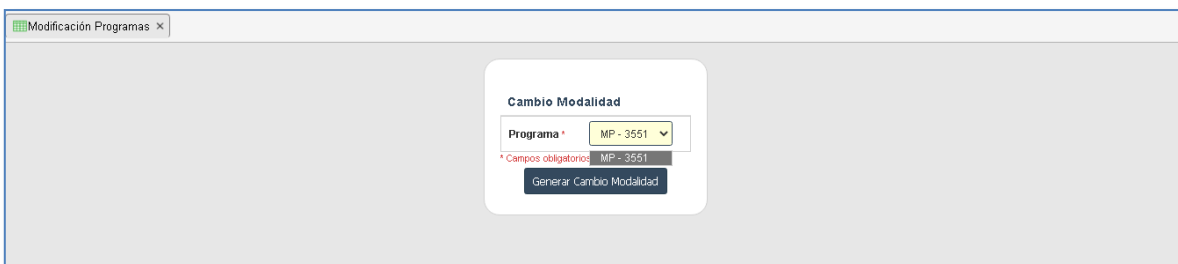 Modificación Programas ×
Cambio Modalidad
Programa * MP - 3551
* Campos obligatorios MP - 3551
Generar Cambio Modalidad